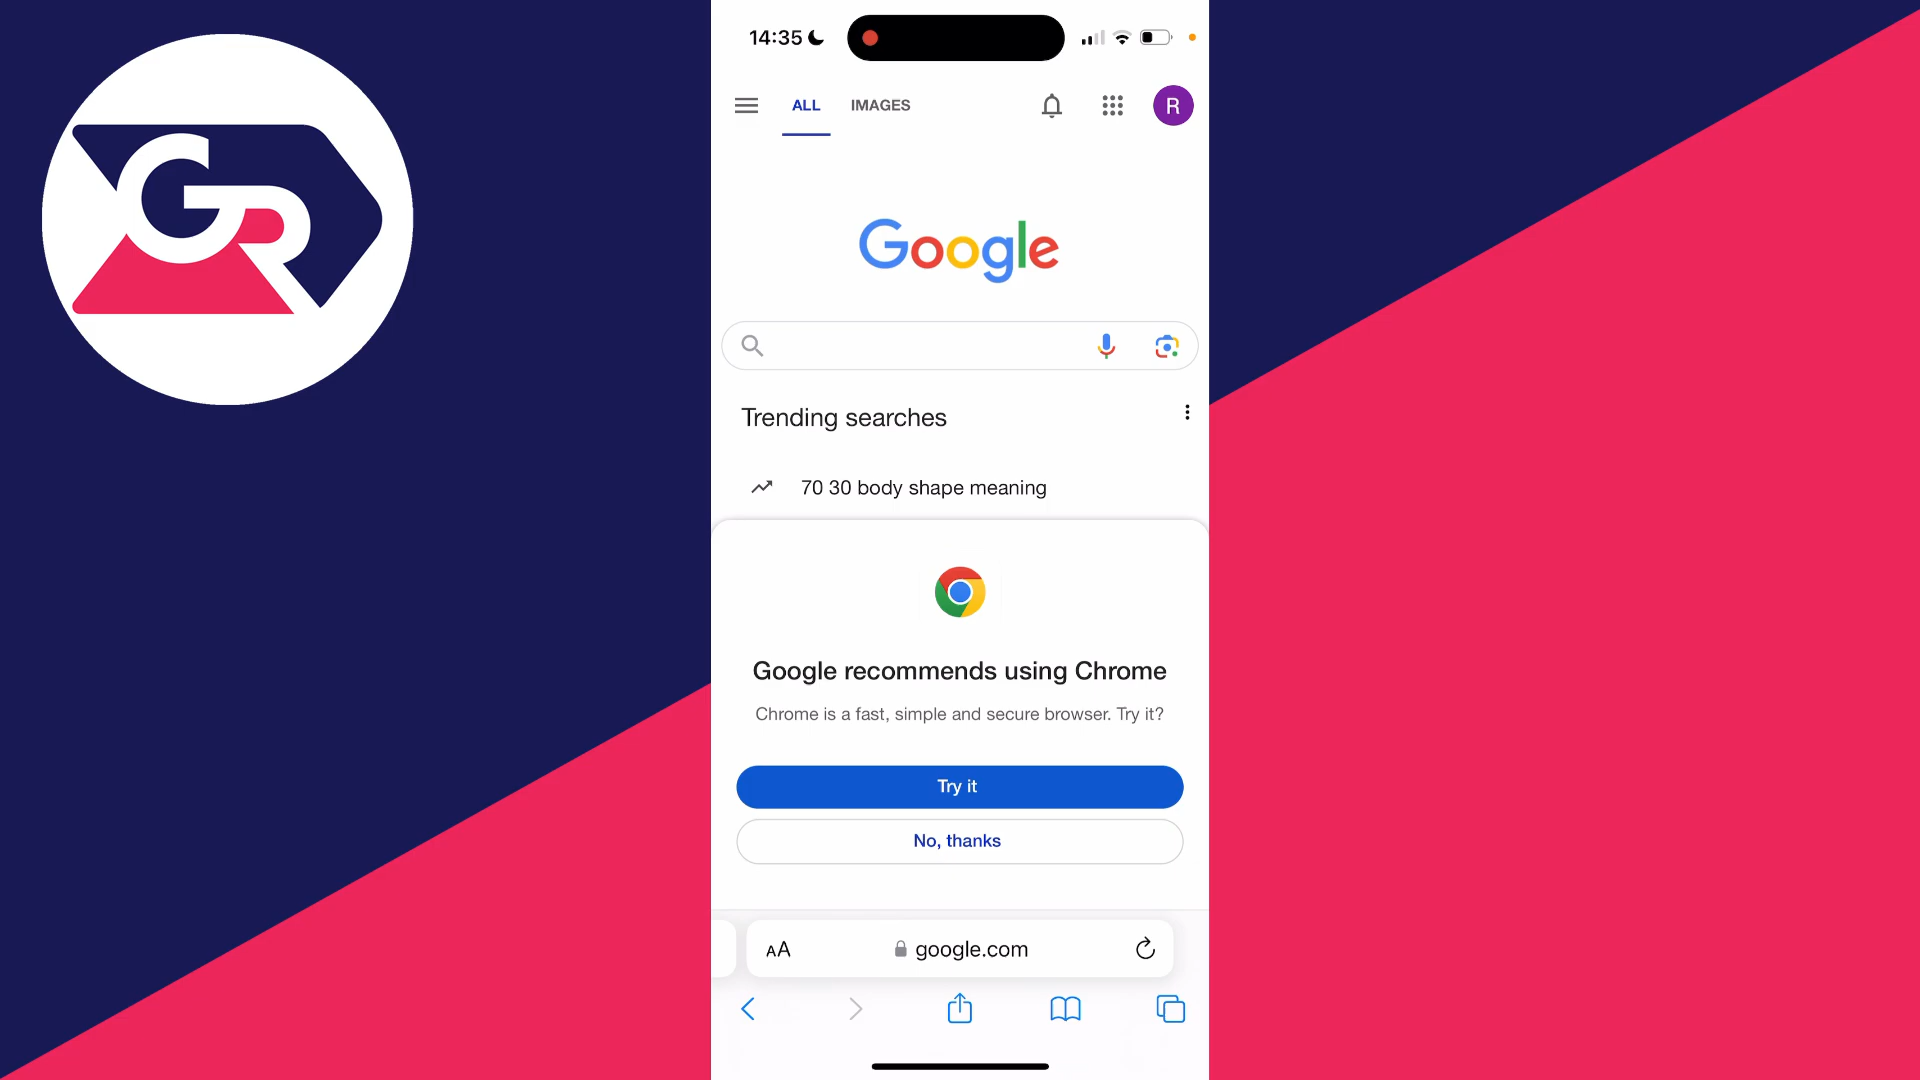 GR
14:35
ALL IMAGES
R
Google
Trending searches
70 30 body shape meaning
Google recommends using Chrome
Chrome is a fast, simple and secure browser. Try it?
Try it
No, thanks
AA google.com